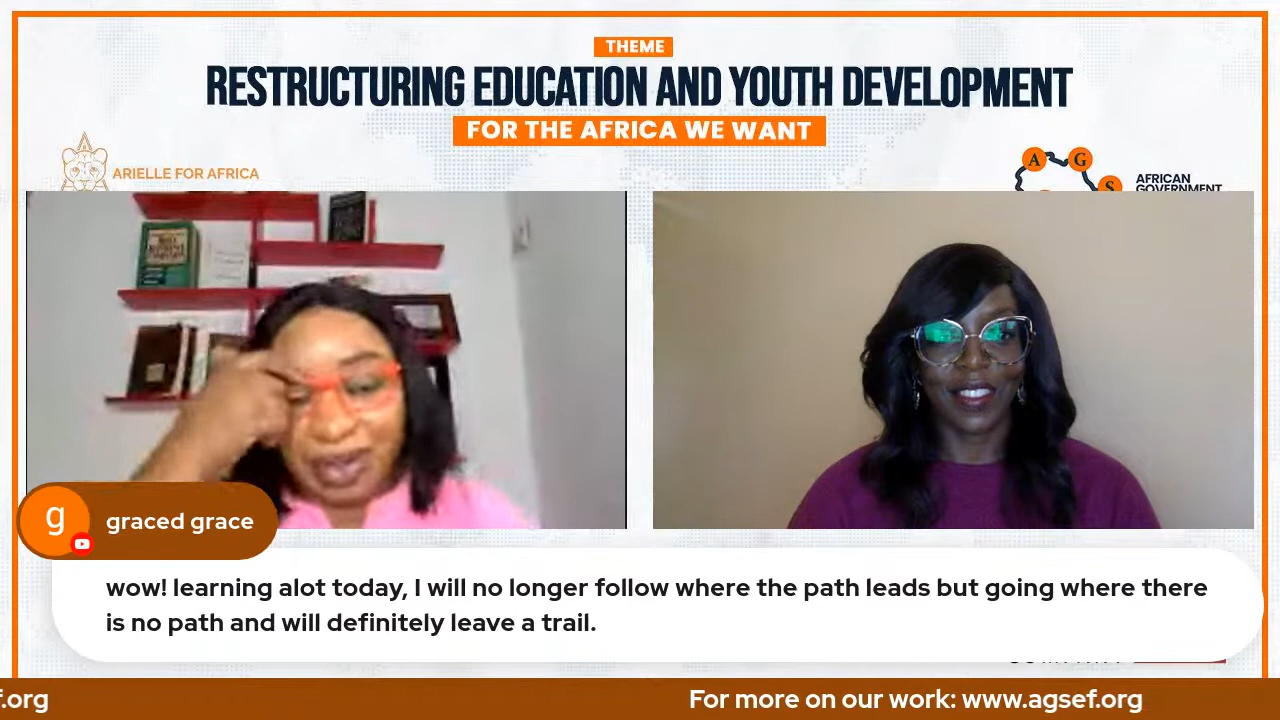 THEME
RESTRUCTURING EDUCATION AND YOUTH DEVELOPMENT
FOR THE AFRICA WE WANT
ARIELLE FOR AFRICA
A G S
AFRICAN
GOVERNMENT
g
graced grace
wow! learning alot today, I will no longer follow where the path leads but going where there
is no path and will definitely leave a trail.
f.org
For more on our work: www.agsef.org